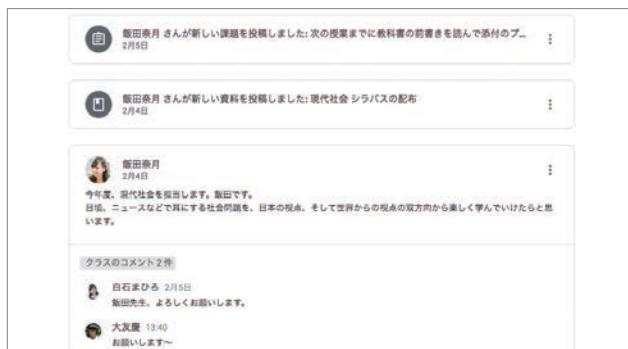 飯田奈月 さんが新しい課題を投稿しました: 次の授業までに教科書の前書きを読んで添付のプ...
2月5日
飯田奈月 さんが新しい資料を投稿しました: 現代社会 シラバスの配布
2月4日
飯田奈月
2月4日
今年度、現代社会を担当します。飯田です。
日頃、ニュースなどで耳にする社会問題を、日本の視点、そして世界からの視点の双方向から楽しく学んでいけたらと思
います。
クラスのコメント 2 件
白石まひろ 2月5日
飯田先生、よろしくお願いします。
大友慶 13:40
お願いします〜